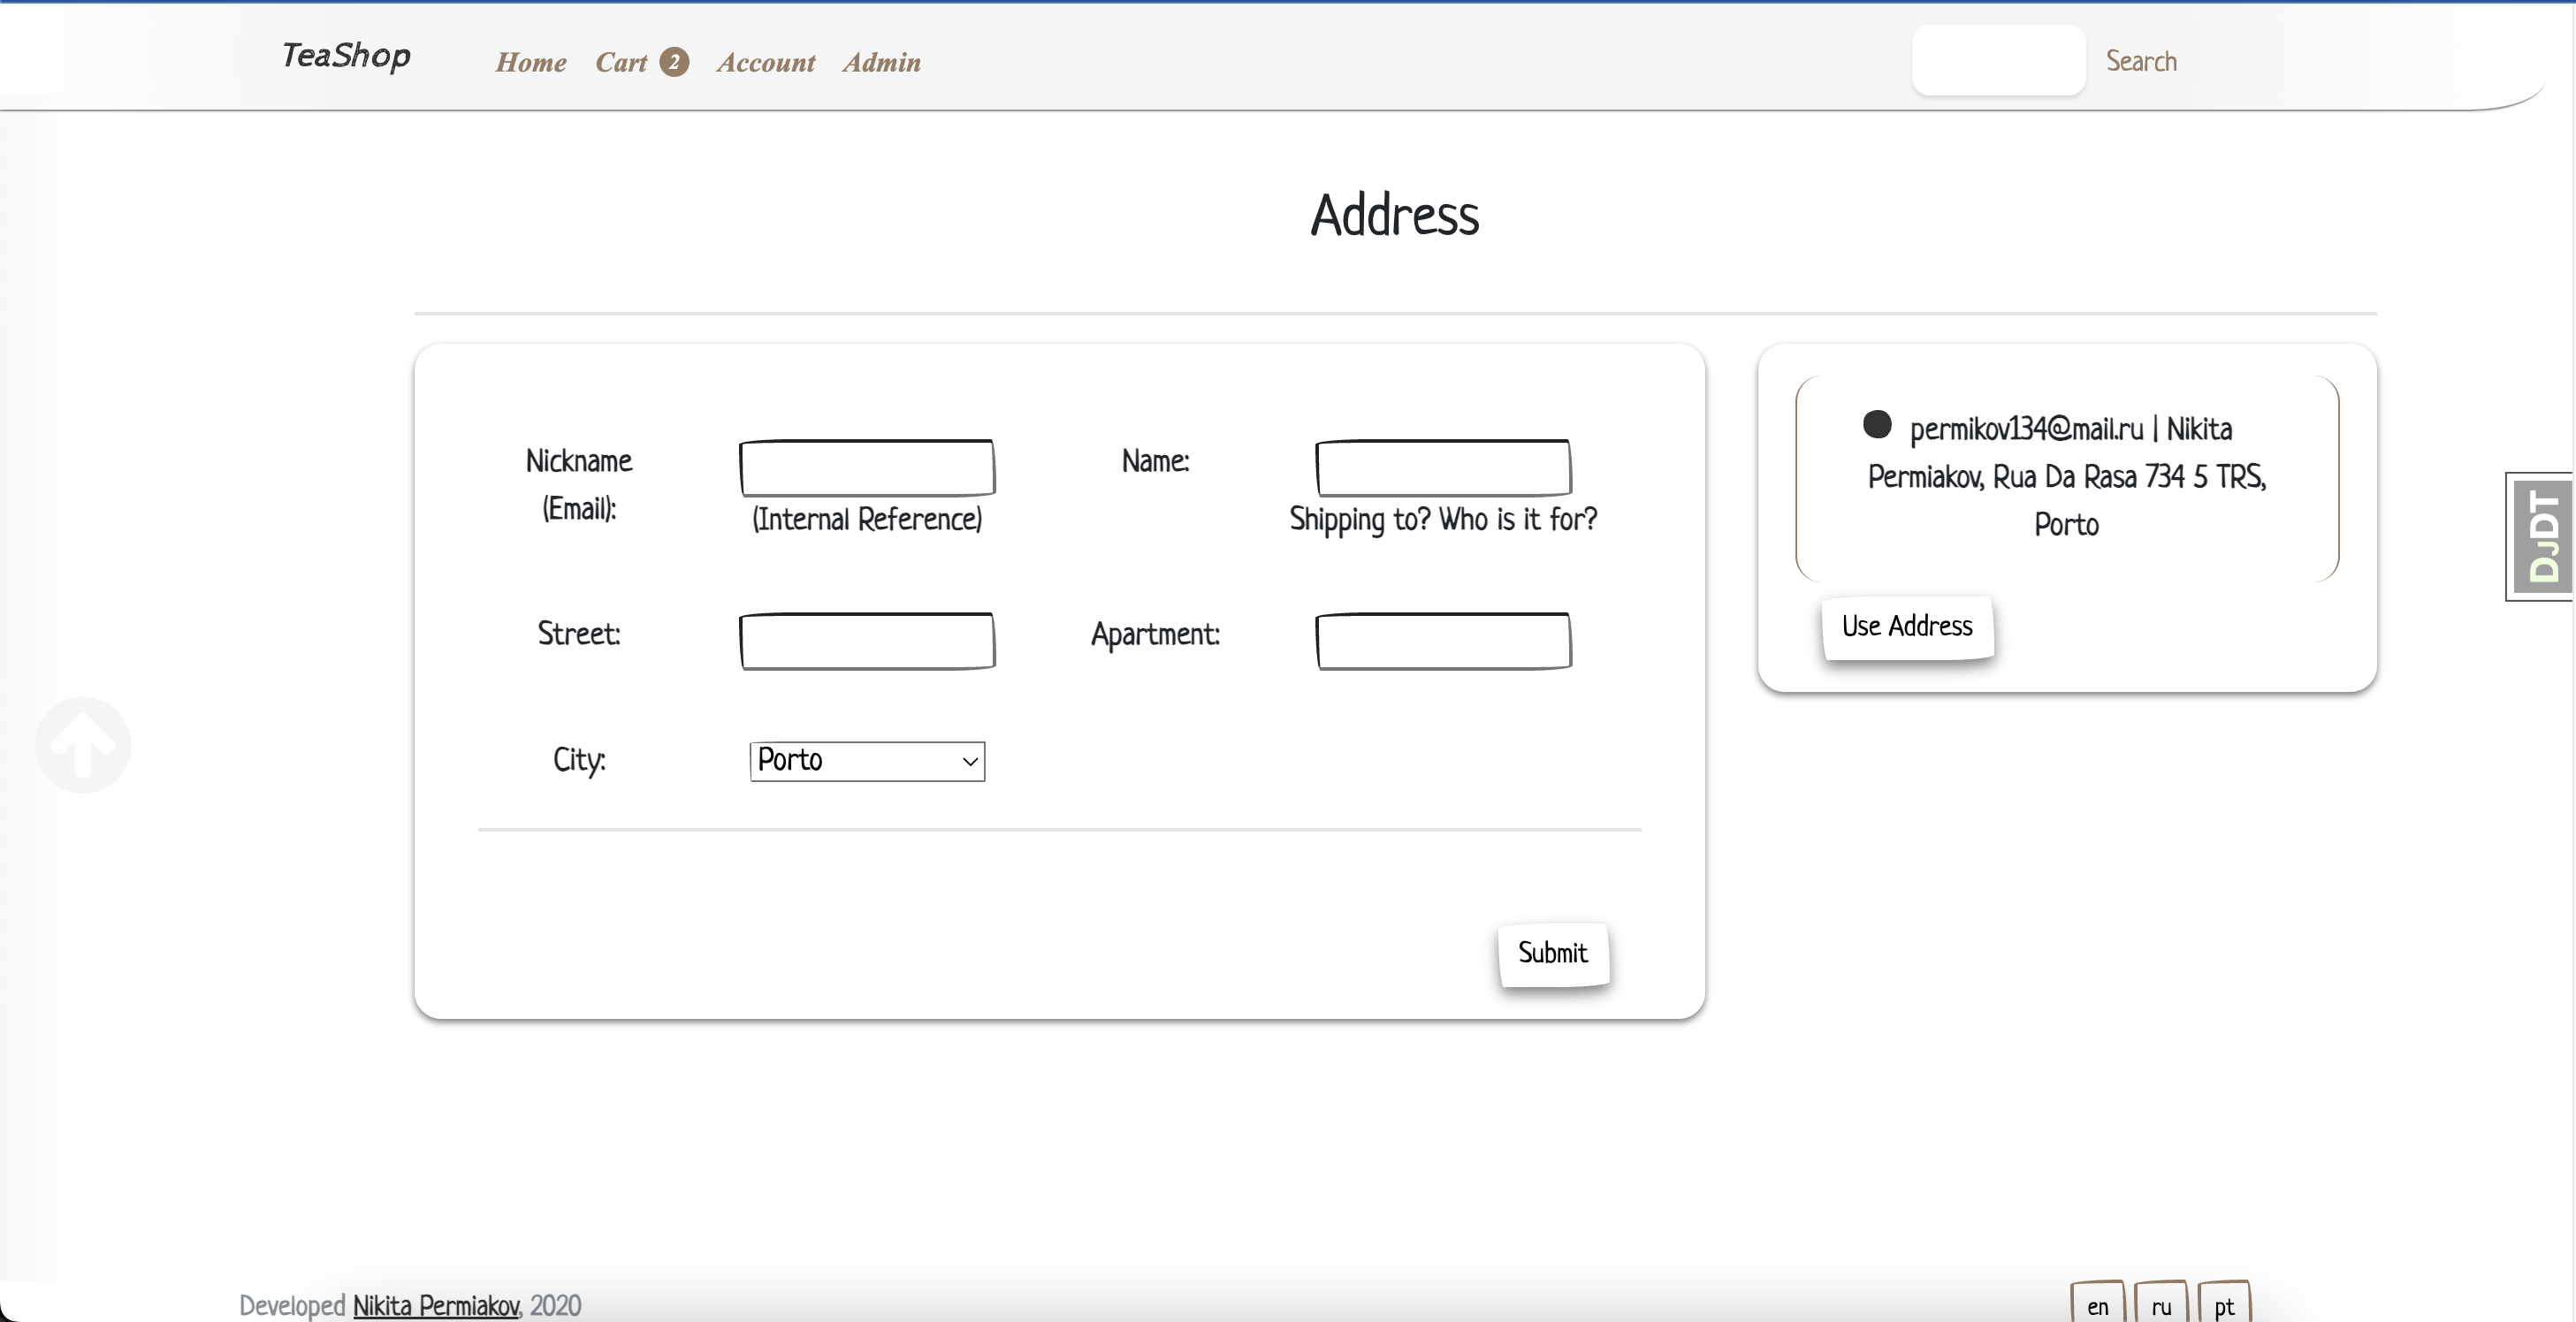 TeaShop
Home Cart 2 Account Admin
Search
Address
Nickname
(Email):
(Internal Reference)
Name:
Shipping to? Who is it for?
Street:
Apartment:
City:
Porto
Submit
permikov134@mail.ru | Nikita
Permiakov, Rua Da Rasa 734 5 TRS,
Porto
Use Address
DJDT
Developed Nikita Permiakov, 2020
en ru pt